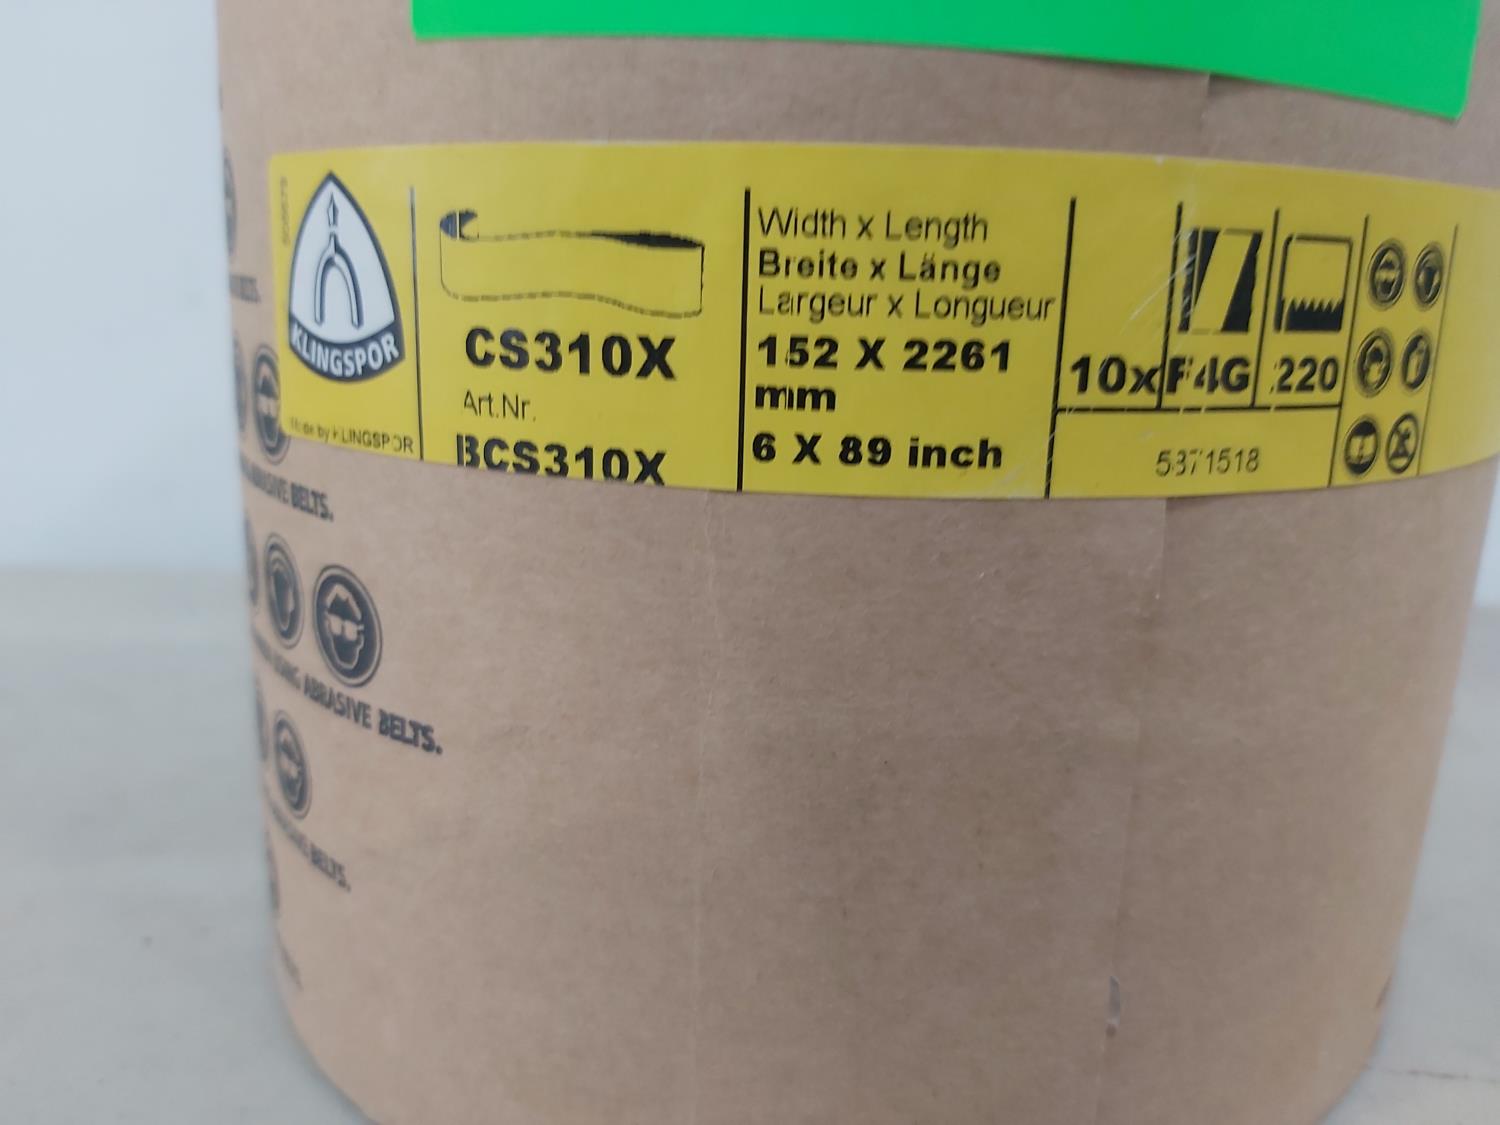 KLINGSPOR
Made by KLINGSPOR
CS310X
Art.Nr.
BCS310X
Width x Length
Breite x Länge
Largeur x Longueur
152 X 2261
mm
6 X 89 inch
10x F4G 220
5371518
BELTS.
ABRASIVE BELTS.
ABRASIVE BELTS.
BELTS.